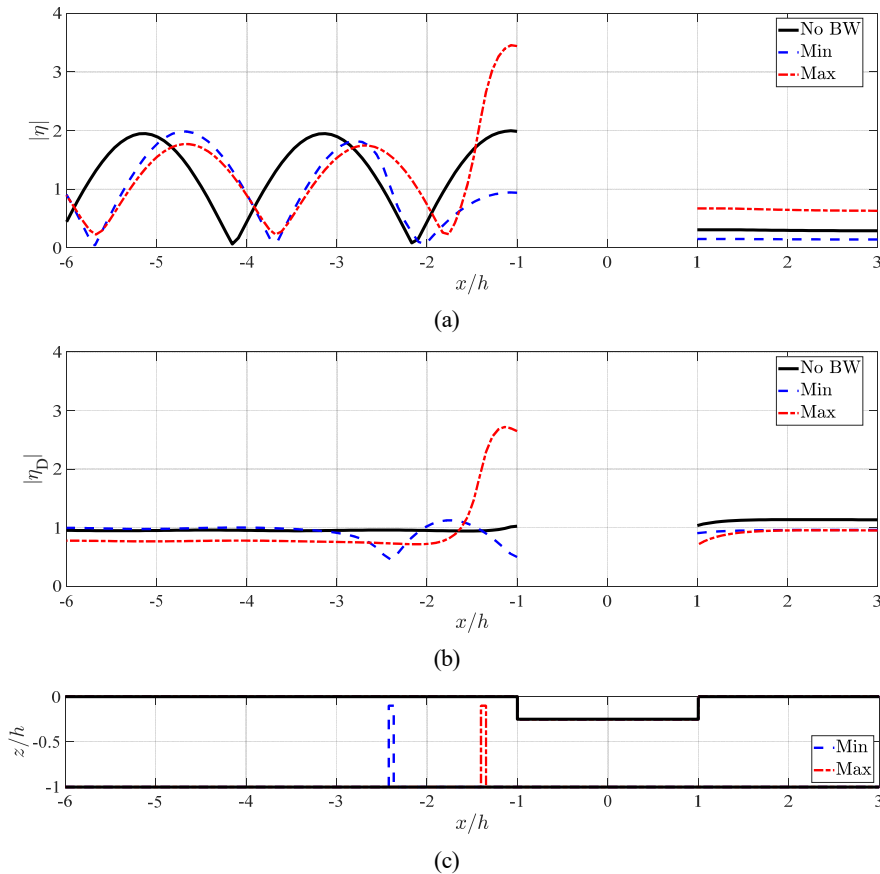 4
3
2
1
0
|η|
No BW
Min
Max
-6 -5 -4 -3 -2 -1 0 1 2 3
x/h
(a)
4
3
2
1
0
|η_D|
No BW
Min
Max
-6 -5 -4 -3 -2 -1 0 1 2 3
x/h
(b)
0
-0.5
-1
z/h
Min
Max
-6 -5 -4 -3 -2 -1 0 1 2 3
x/h
(c)